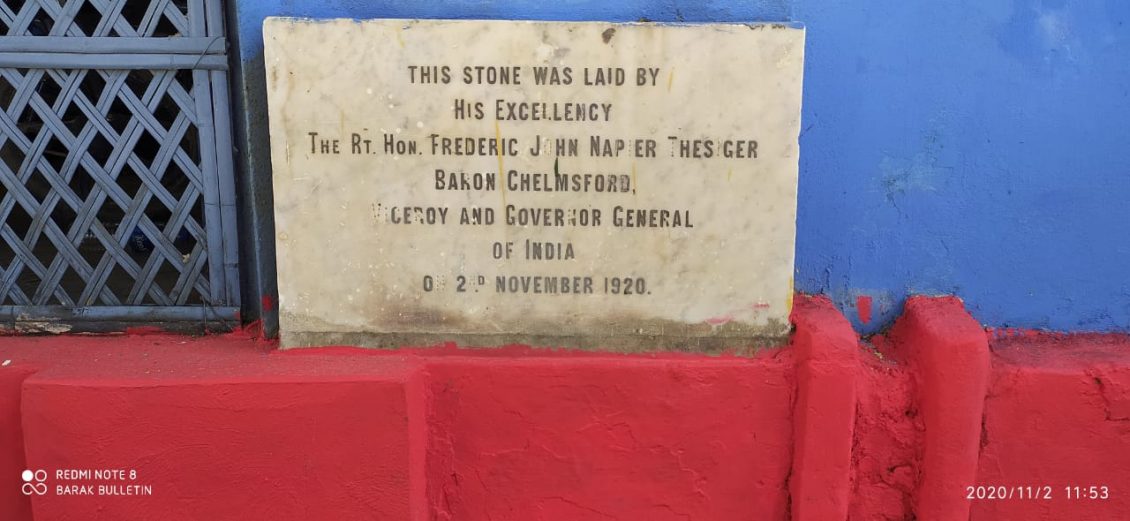 THIS STONE WAS LAID BY
HIS EXCELLENCY
THE RT. HON. FREDERIC JOHN NAPIER THESIGER
BARON CHELMSFORD,
VICEROY AND GOVERNOR GENERAL
OF INDIA
ON 2ND NOVEMBER 1920.
REDMI NOTE 8
BARAK BULLETIN
2020/11/2 11:53